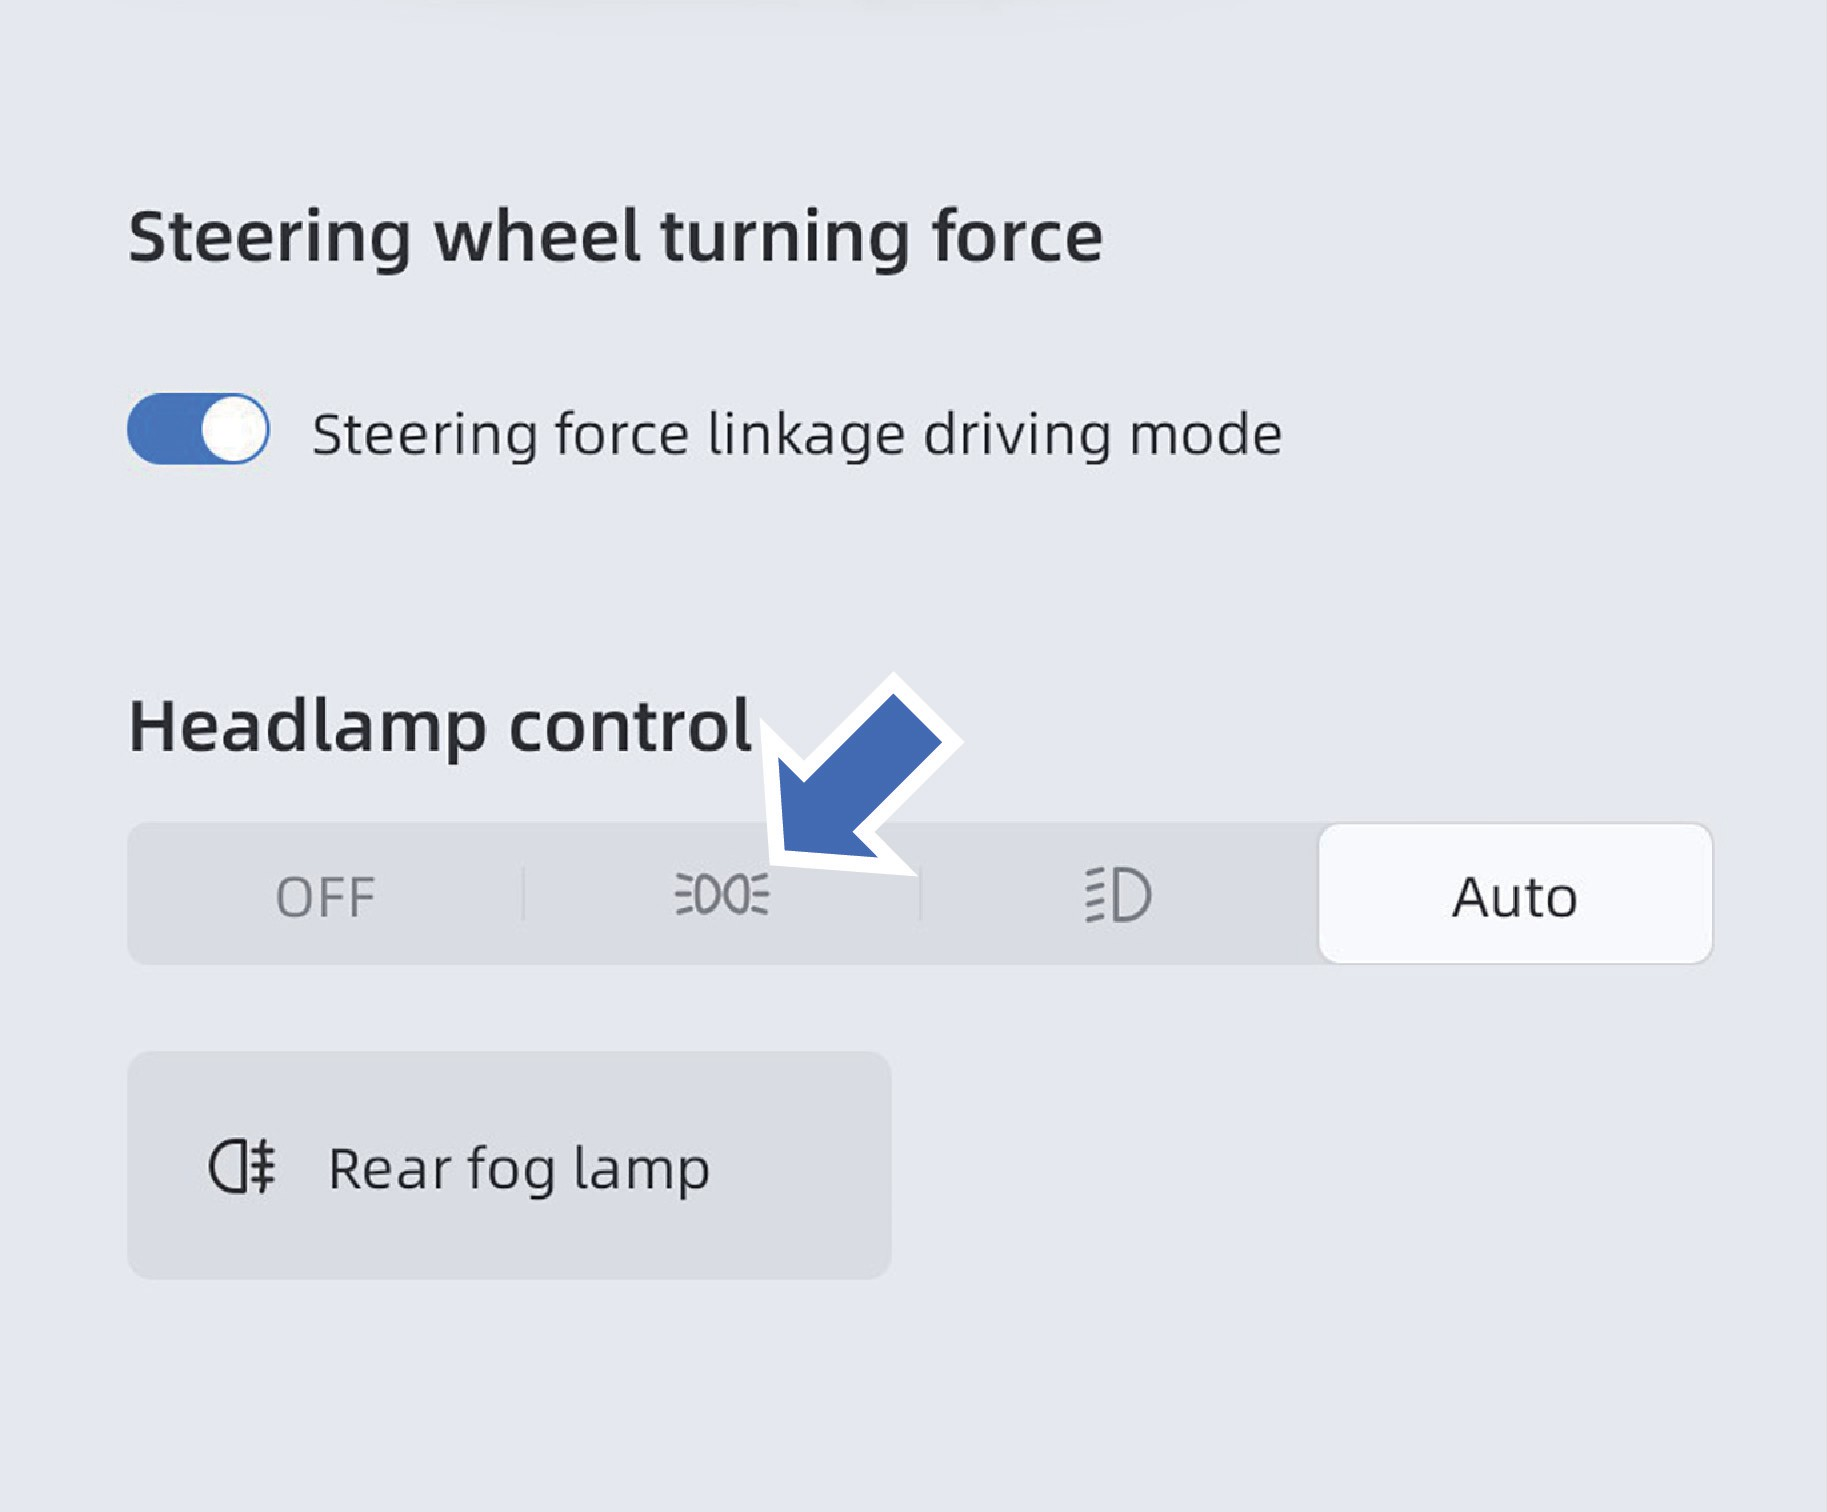 Steering wheel turning force
Steering force linkage driving mode
Headlamp control
OFF
Auto
Rear fog lamp